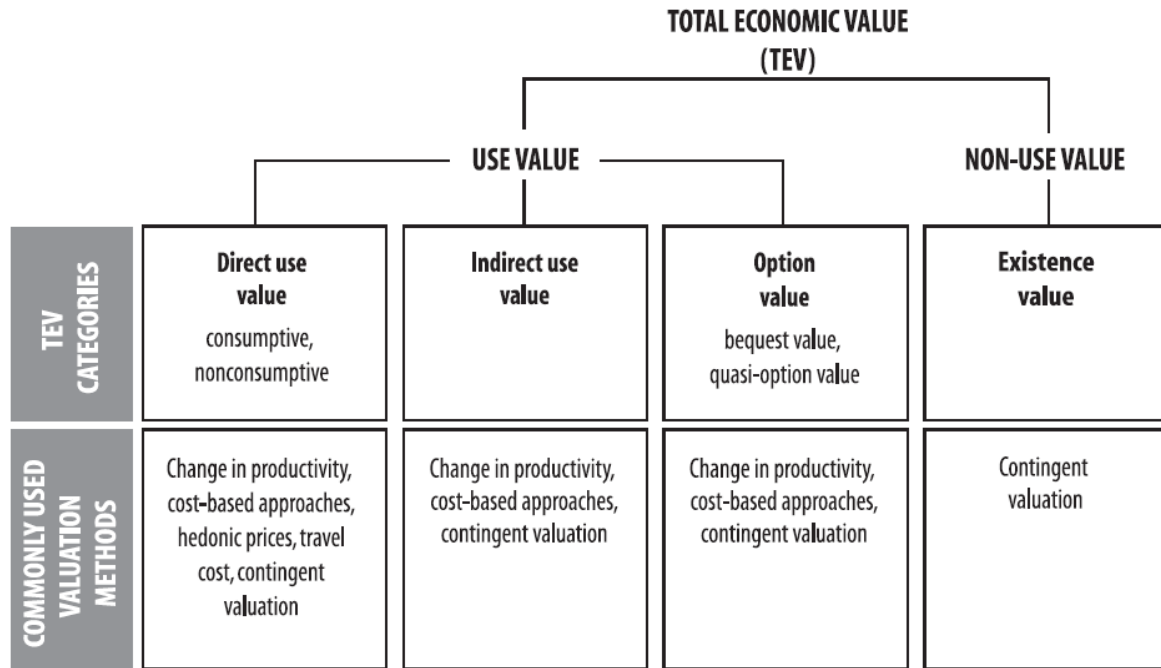 TOTAL ECONOMIC VALUE
(TEV)
USE VALUE
NON-USE VALUE
TEV
CATEGORIES
Direct use
value
consumptive,
nonconsumptive
Indirect use
value
Option
value
bequest value,
quasi-option value
Existence
value
COMMONLY USED
VALUATION
METHODS
Change in productivity,
cost-based approaches,
hedonic prices, travel
cost, contingent
valuation
Change in productivity,
cost-based approaches,
contingent valuation
Change in productivity,
cost-based approaches,
contingent valuation
Contingent
valuation